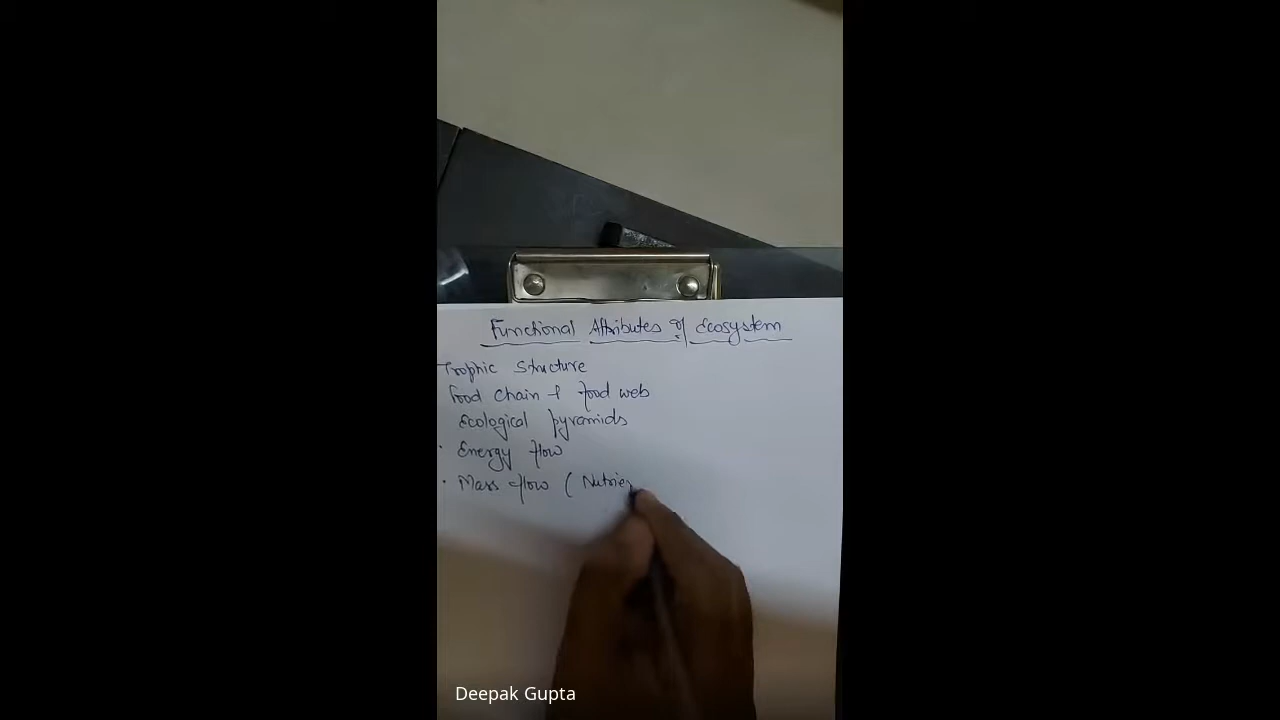 Functional Attributes of Ecosystem
Trophic Structure
Food Chain & food web
Ecological pyramids
· Energy flow
· Mass flow ( Nutrie
Deepak Gupta